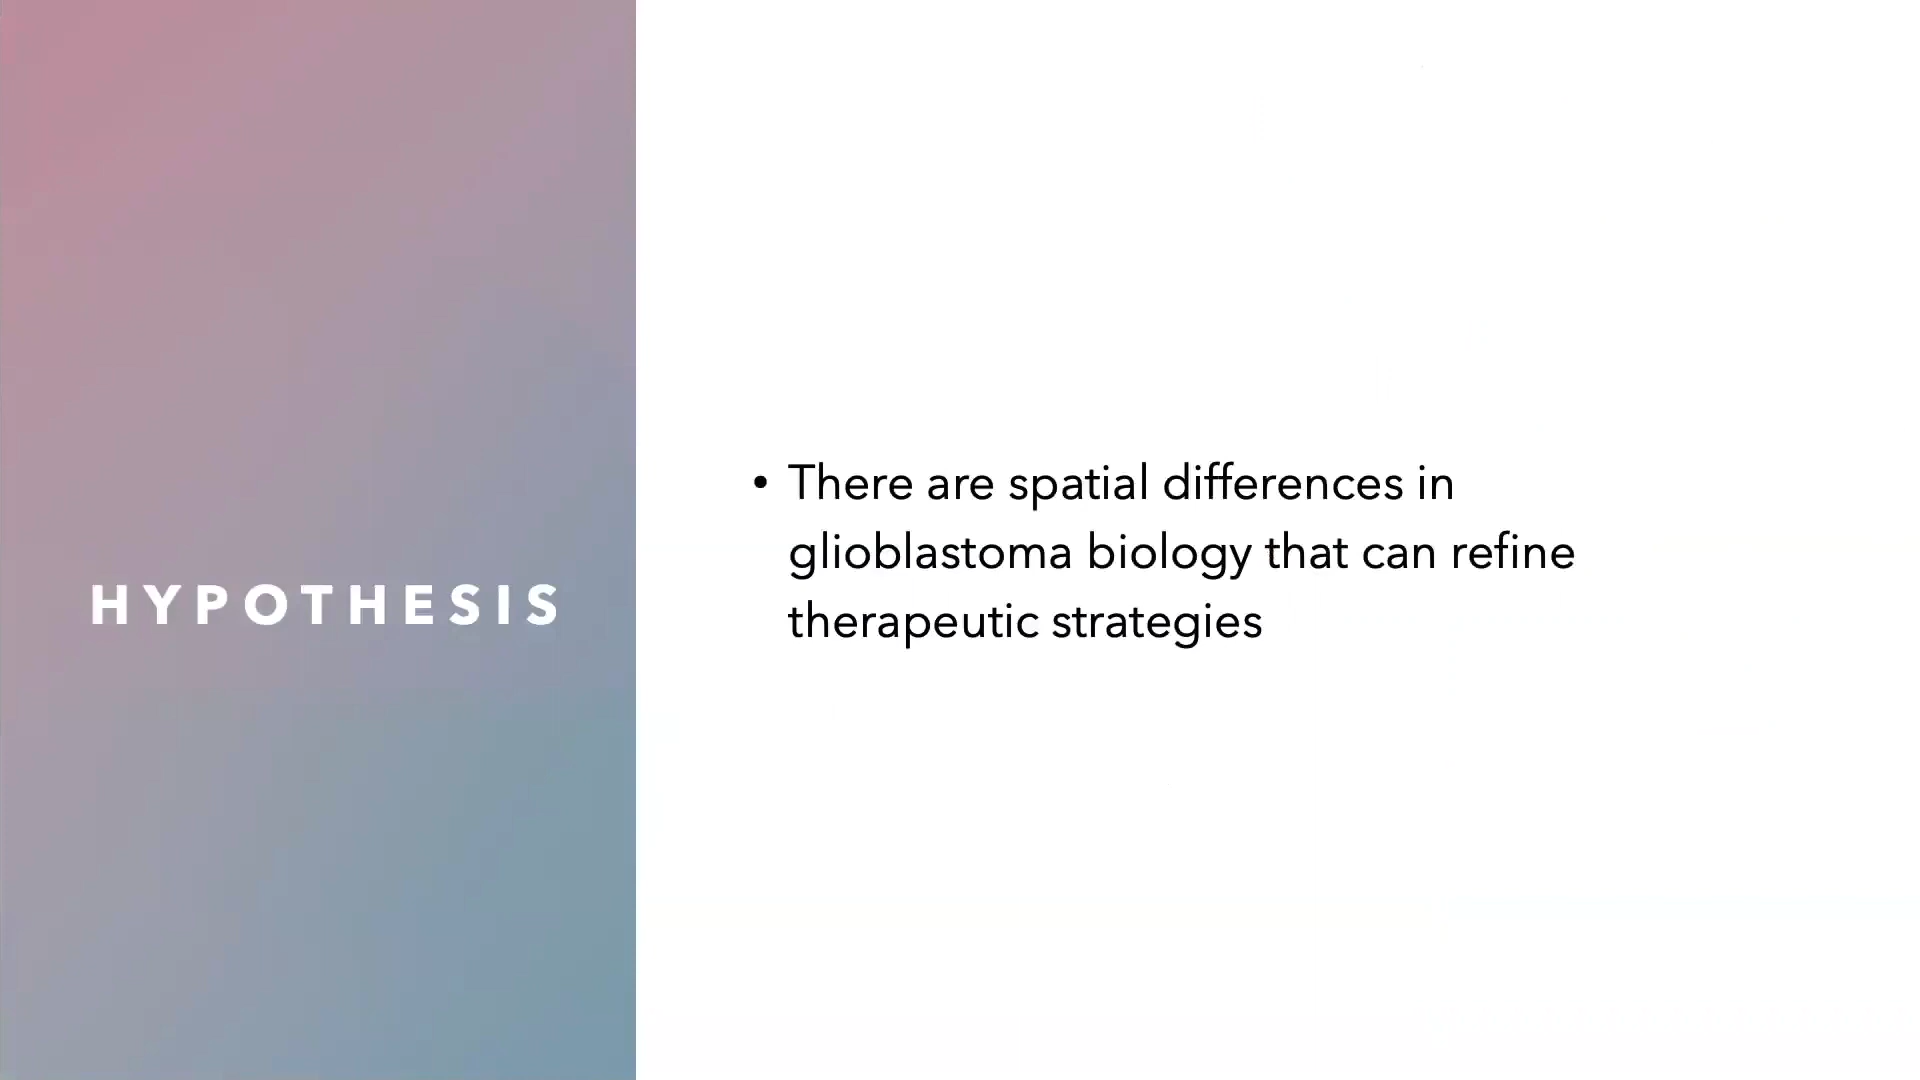 HYPOTHESIS
• There are spatial differences in
glioblastoma biology that can refine
therapeutic strategies